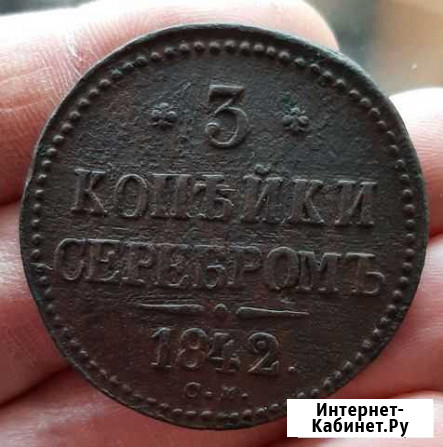 3
КОПѢЙКИ
СЕРЕБРОМЪ
1842.
С.М.
Интернет-
Кабинет.Ру